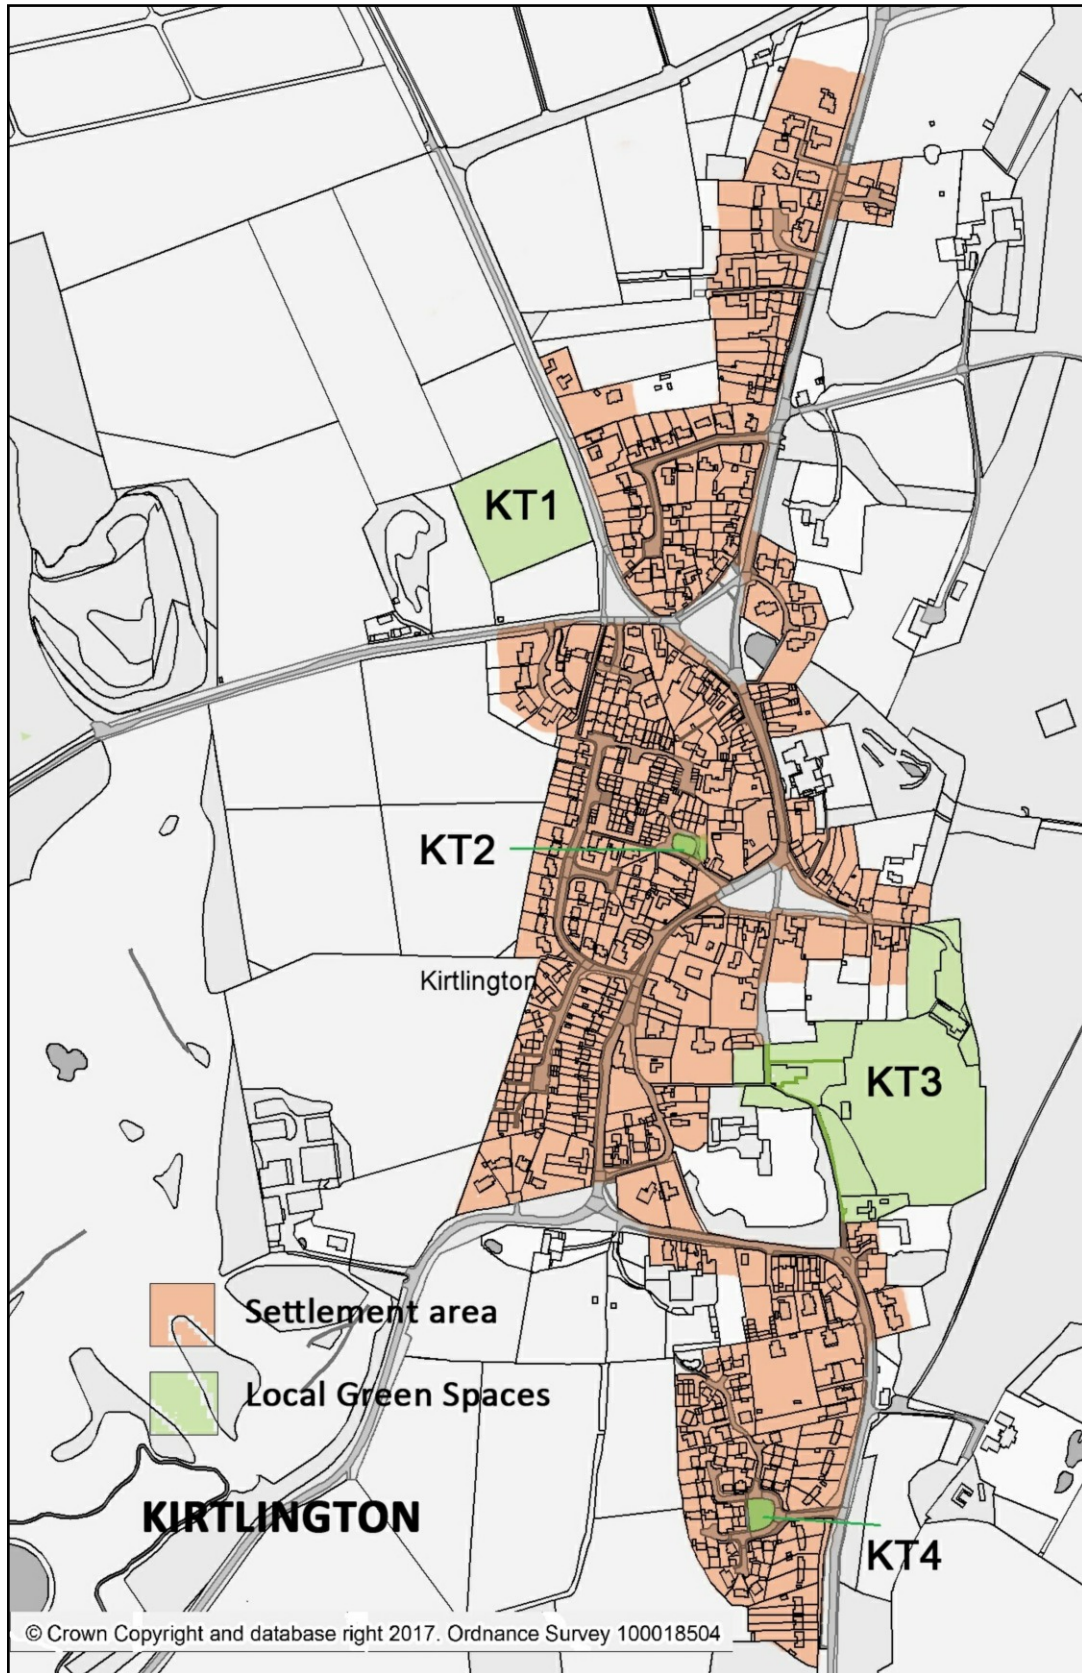 KT1
KT2
Kirtlington
KT3
Settlement area
Local Green Spaces
KIRTLINGTON
KT4
© Crown Copyright and database right 2017. Ordnance Survey 100018504